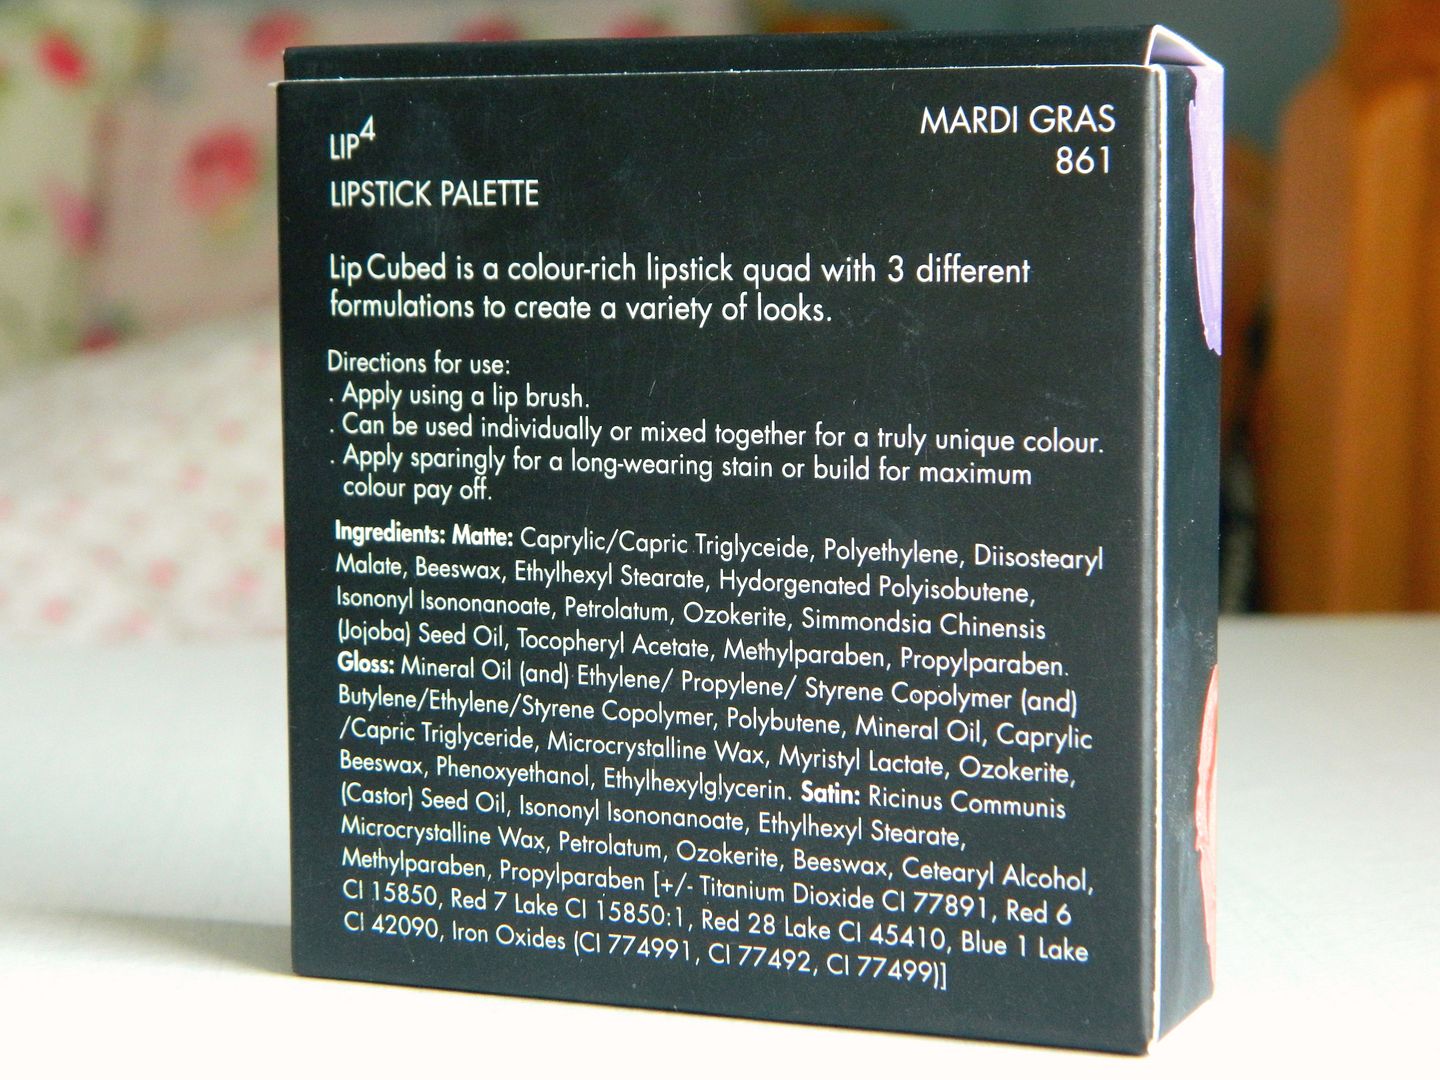 LIP4
LIPSTICK PALETTE
MARDI GRAS
861
Lip Cubed is a colour-rich lipstick quad with 3 different
formulations to create a variety of looks.
Directions for use:
. Apply using a lip brush.
. Can be used individually or mixed together for a truly unique colour.
. Apply sparingly for a long-wearing stain or build for maximum
colour pay off.
Ingredients: Matte: Caprylic/Capric Triglyceide, Polyethylene, Diisostearyl
Malate, Beeswax, Ethylhexyl Stearate, Hydorgenated Polyisobutene,
Isononyl Isononanoate, Petrolatum, Ozokerite, Simmondsia Chinensis
(Jojoba) Seed Oil, Tocopheryl Acetate, Methylparaben, Propylparaben.
Gloss: Mineral Oil (and) Ethylene/ Propylene/ Styrene Copolymer (and)
Butylene/Ethylene/Styrene Copolymer, Polybutene, Mineral Oil, Caprylic
/Capric Triglyceride, Microcrystalline Wax, Myristyl Lactate, Ozokerite,
Beeswax, Phenoxyethanol, Ethylhexylglycerin. Satin: Ricinus Communis
(Castor) Seed Oil, Isononyl Isononanoate, Ethylhexyl Stearate,
Microcrystalline Wax, Petrolatum, Ozokerite, Beeswax, Cetearyl Alcohol,
Methylparaben, Propylparaben [+/- Titanium Dioxide CI 77891, Red 6
CI 15850, Red 7 Lake CI 15850:1, Red 28 Lake CI 45410, Blue 1 Lake
CI 42090, Iron Oxides (CI 774991, CI 77492, CI 77499)]